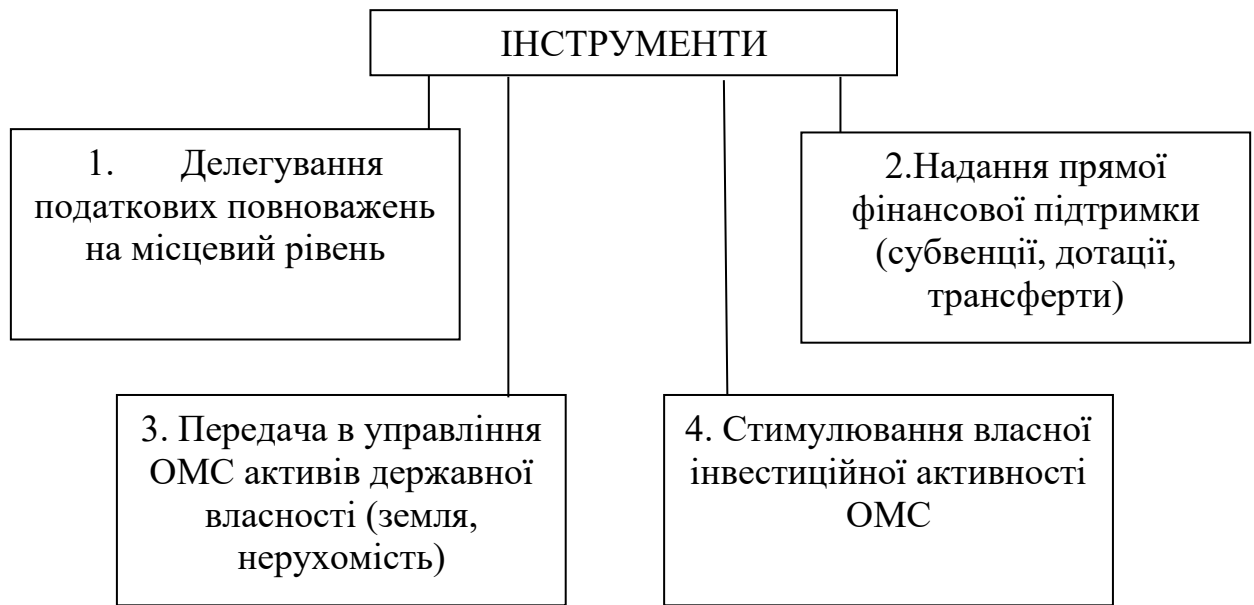 ІНСТРУМЕНТИ
1. Делегування
податкових повноважень
на місцевий рівень
2.Надання прямої
фінансової підтримки
(субвенції, дотації,
трансферти)
3. Передача в управління
ОМС активів державної
власності (земля,
нерухомість)
4. Стимулювання власної
інвестиційної активності
ОМС